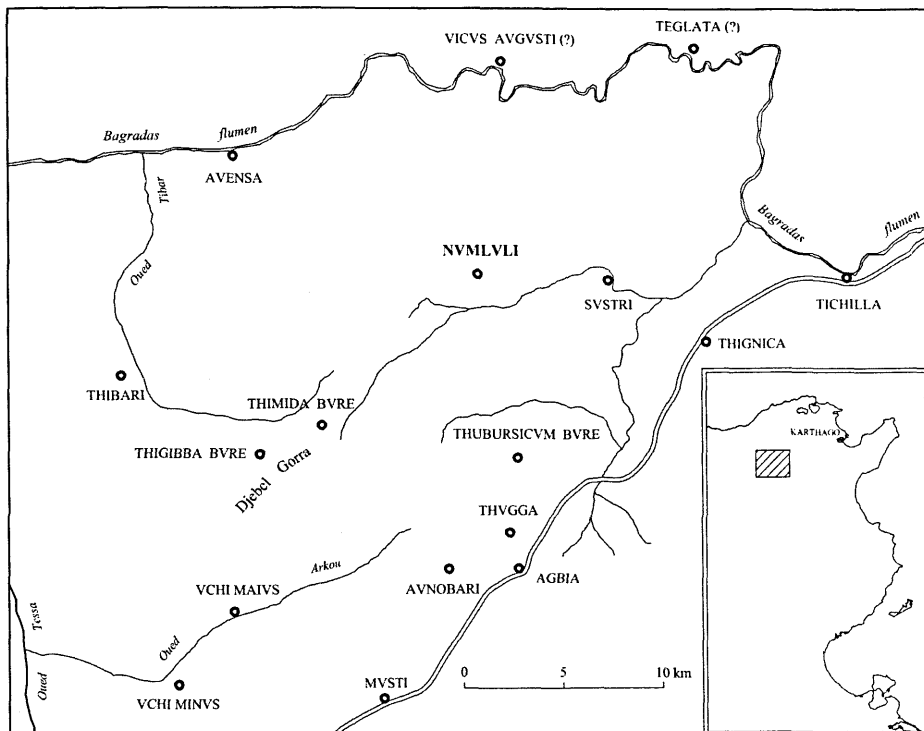 TEGLATA (?)
VICVS AVGVSTI (?)
Bagradas flumen
AVENSA
Tibar
Oued
NVMLVLI
SVSTRI
Bagradas flumen
TICHILLA
THIGNICA
THIBARI
THIMIDA BVRE
THIGIBBA BVRE
Djebel Gorra
THUBURSICVM BVRE
KARTHAGO
THVGGA
AVNOBARI
AGBIA
VCHI MAIVS
Oued Arkou
Oued Tessa
VCHI MINVS
MVSTI
0 5 10 km